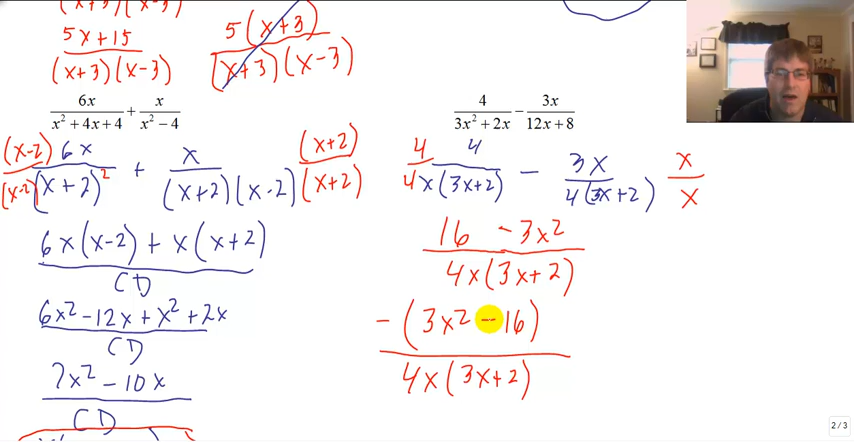 (x+3)(x-3)
5x+15
(x+3)(x-3)
5(x+3)
(x+3)(x-3)
6x/(x²+4x+4) + x/(x²-4)
(x-2)/(x-2) 6x/(x+2)² + x/((x+2)(x-2)) (x+2)/(x+2)
6x(x-2)+x(x+2)
CD
6x²-12x+x²+2x
CD
7x²-10x
CD
4/(3x²+2x) - 3x/(12x+8)
4/4 4/(x(3x+2)) - 3x/(4(3x+2)) x/x
16 -3x²
4x(3x+2)
-(3x²-16)
4x(3x+2)
2/3